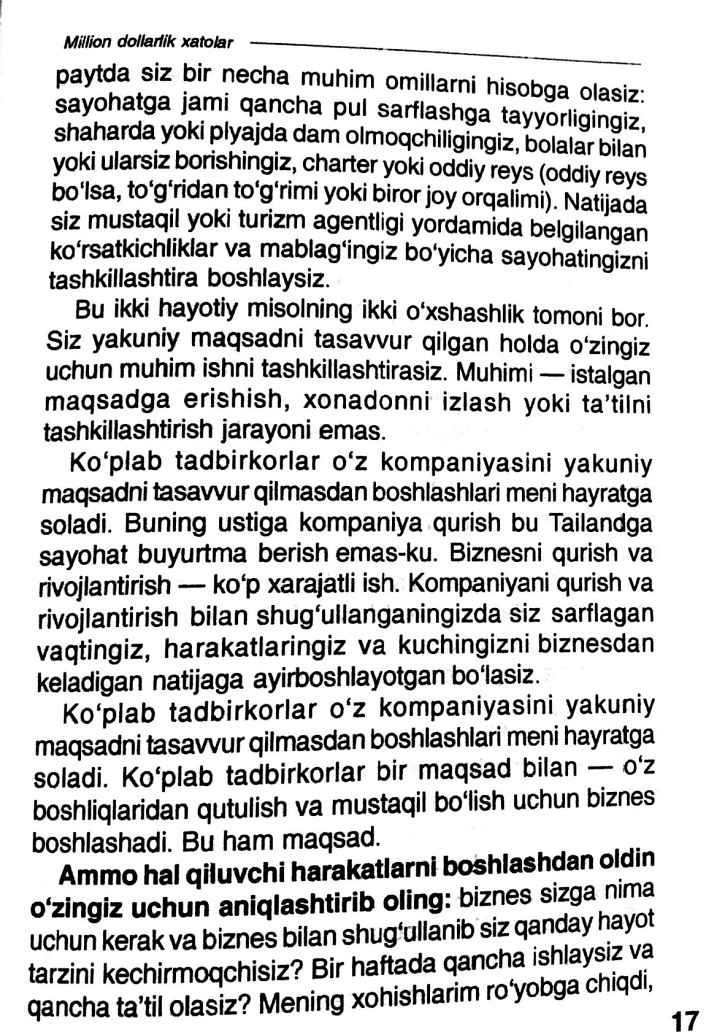 Million dollarlik xatolar
paytda siz bir necha muhim omillarni hisobga olasiz:
sayohatga jami qancha pul sarflashga tayyorligingiz,
shaharda yoki plyajda dam olmoqchiligingiz, bolalar bilan
yoki ularsiz borishingiz, charter yoki oddiy reys (oddiy reys
bo‘lsa, to‘g‘ridan to‘g‘rimi yoki biror joy orqalimi). Natijada
siz mustaqil yoki turizm agentligi yordamida belgilangan
ko‘rsatkichliklar va mablag‘ingiz bo‘yicha sayohatingizni
tashkillashtira boshlaysiz.
Bu ikki hayotiy misolning ikki o‘xshashlik tomoni bor.
Siz yakuniy maqsadni tasavvur qilgan holda o‘zingiz
uchun muhim ishni tashkillashtirasiz. Muhimi — istalgan
maqsadga erishish, xonadonni izlash yoki ta’tilni
tashkillashtirish jarayoni emas.
Ko‘plab tadbirkorlar o‘z kompaniyasini yakuniy
maqsadni tasavvur qilmasdan boshlashlari meni hayratga
soladi. Buning ustiga kompaniya qurish bu Tailandga
sayohat buyurtma berish emas-ku. Biznesni qurish va
rivojlantirish — ko‘p xarajatli ish. Kompaniyani qurish va
rivojlantirish bilan shug‘ullanganingizda siz sarflagan
vaqtingiz, harakatlaringiz va kuchingizni biznesdan
keladigan natijaga ayirboshlayotgan bo‘lasiz.
Ko‘plab tadbirkorlar o‘z kompaniyasini yakuniy
maqsadni tasavvur qilmasdan boshlashlari meni hayratga
soladi. Ko‘plab tadbirkorlar bir maqsad bilan — o‘z
boshliqlaridan qutulish va mustaqil bo‘lish uchun biznes
boshlashadi. Bu ham maqsad.
Ammo hal qiluvchi harakatlarni boshlashdan oldin
o‘zingiz uchun aniqlashtirib oling: biznes sizga nima
uchun kerak va biznes bilan shug‘ullanib siz qanday hayot
tarzini kechirmoqchisiz? Bir haftada qancha ishlaysiz va
qancha ta’til olasiz? Mening xohishlarim ro‘yobga chiqdi,
17